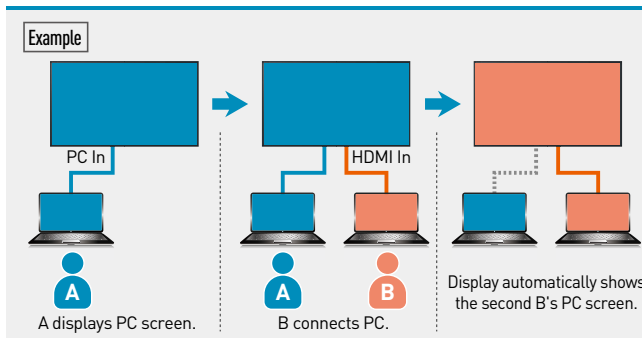 Example
PC In
HDMI In
A
A
B
A displays PC screen.
B connects PC.
Display automatically shows
the second B's PC screen.